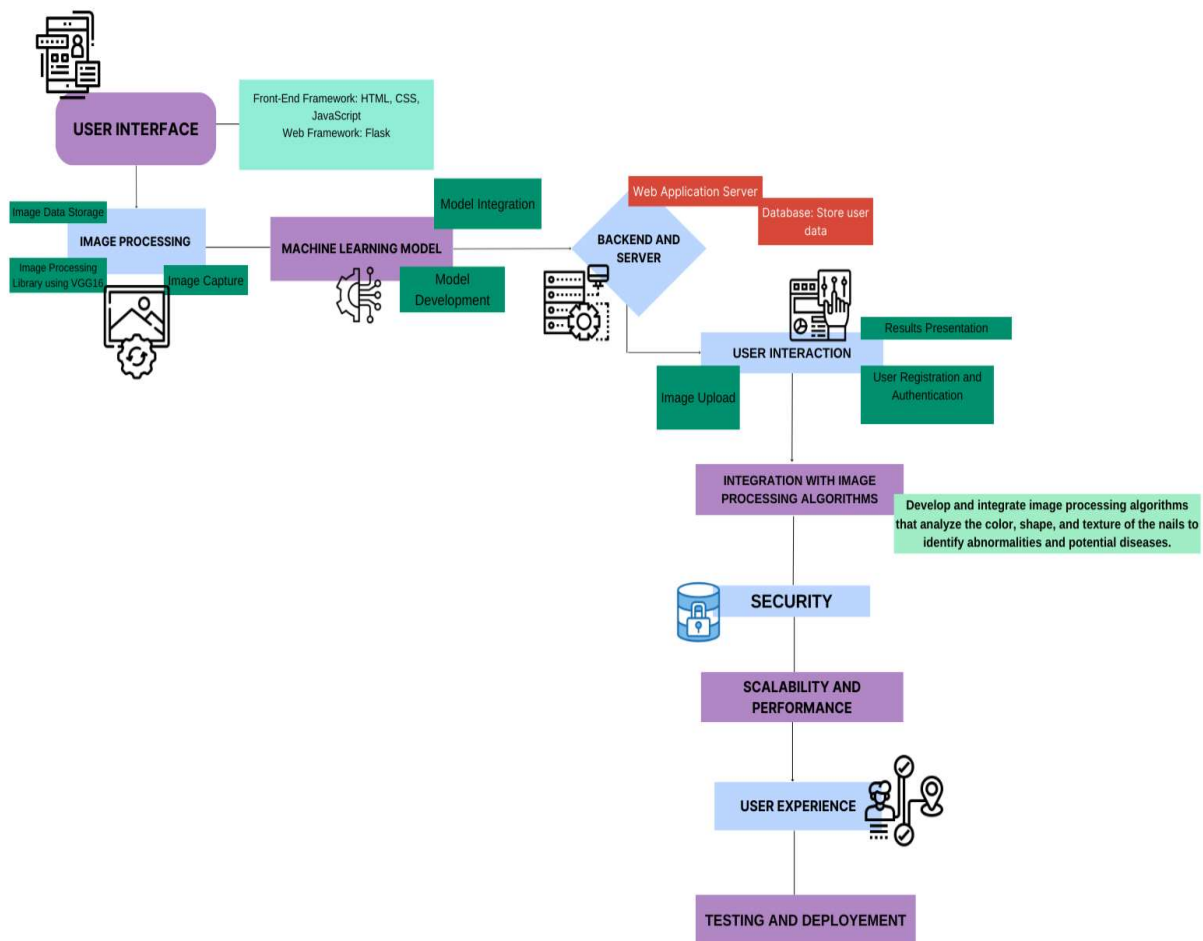 Front-End Framework: HTML, CSS,
JavaScript
Web Framework: Flask
USER INTERFACE
Image Data Storage
IMAGE PROCESSING
Image Processing
Library using VGG16
Image Capture
Model Integration
MACHINE LEARNING MODEL
Model
Development
Web Application Server
Database: Store user
data
BACKEND AND
SERVER
Results Presentation
USER INTERACTION
Image Upload
User Registration and
Authentication
INTEGRATION WITH IMAGE
PROCESSING ALGORITHMS
Develop and integrate image processing algorithms
that analyze the color, shape, and texture of the nails to
identify abnormalities and potential diseases.
SECURITY
SCALABILITY AND
PERFORMANCE
USER EXPERIENCE
TESTING AND DEPLOYEMENT